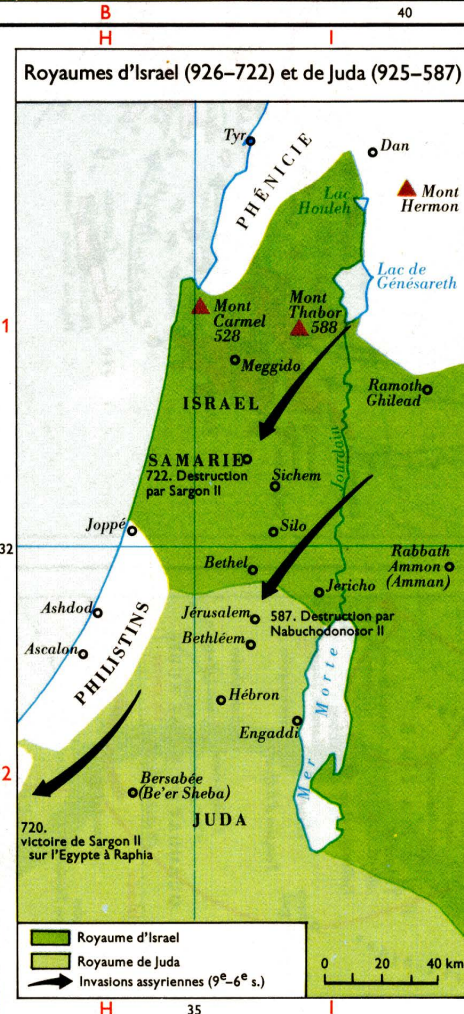 B
40
H
I
Royaumes d'Israel (926–722) et de Juda (925–587)
Tyr
Dan
PHÉNICIE
Lac
Houleh
Mont
Hermon
Lac de
Génésareth
1
Mont
Carmel
528
Mont
Thabor
588
Meggido
Ramoth
Ghilead
ISRAEL
SAMARIE
722. Destruction
par Sargon II
Jourdain
Sichem
Joppé
Silo
32
Bethel
Rabbath
Ammon
(Amman)
Jericho
Ashdod
Jérusalem
587. Destruction par
Nabuchodonosor II
Ascalon
PHILISTINS
Bethléem
Hébron
Engaddi
Mer Morte
2
Bersabée
(Be'er Sheba)
JUDA
720.
victoire de Sargon II
sur l'Egypte à Raphia
Royaume d'Israel
Royaume de Juda
Invasions assyriennes (9e–6e s.)
0 20 40 km
H
35
I